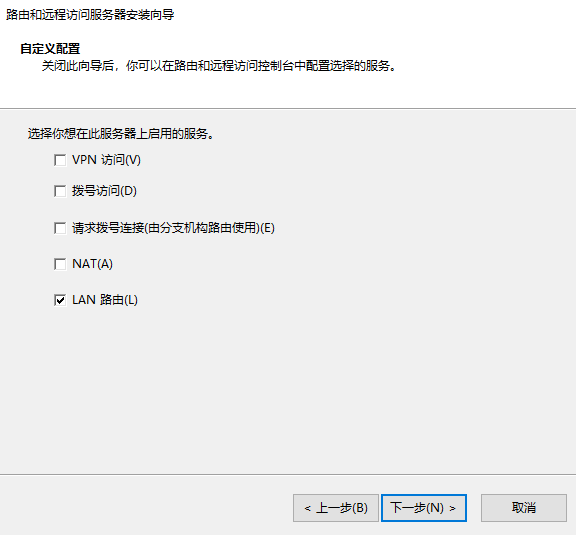 路由和远程访问服务器安装向导
自定义配置
关闭此向导后，你可以在路由和远程访问控制台中配置选择的服务。
选择你想在此服务器上启用的服务。
VPN 访问(V)
拨号访问(D)
请求拨号连接(由分支机构路由使用)(E)
NAT(A)
LAN 路由(L)
< 上一步(B)
下一步(N) >
取消